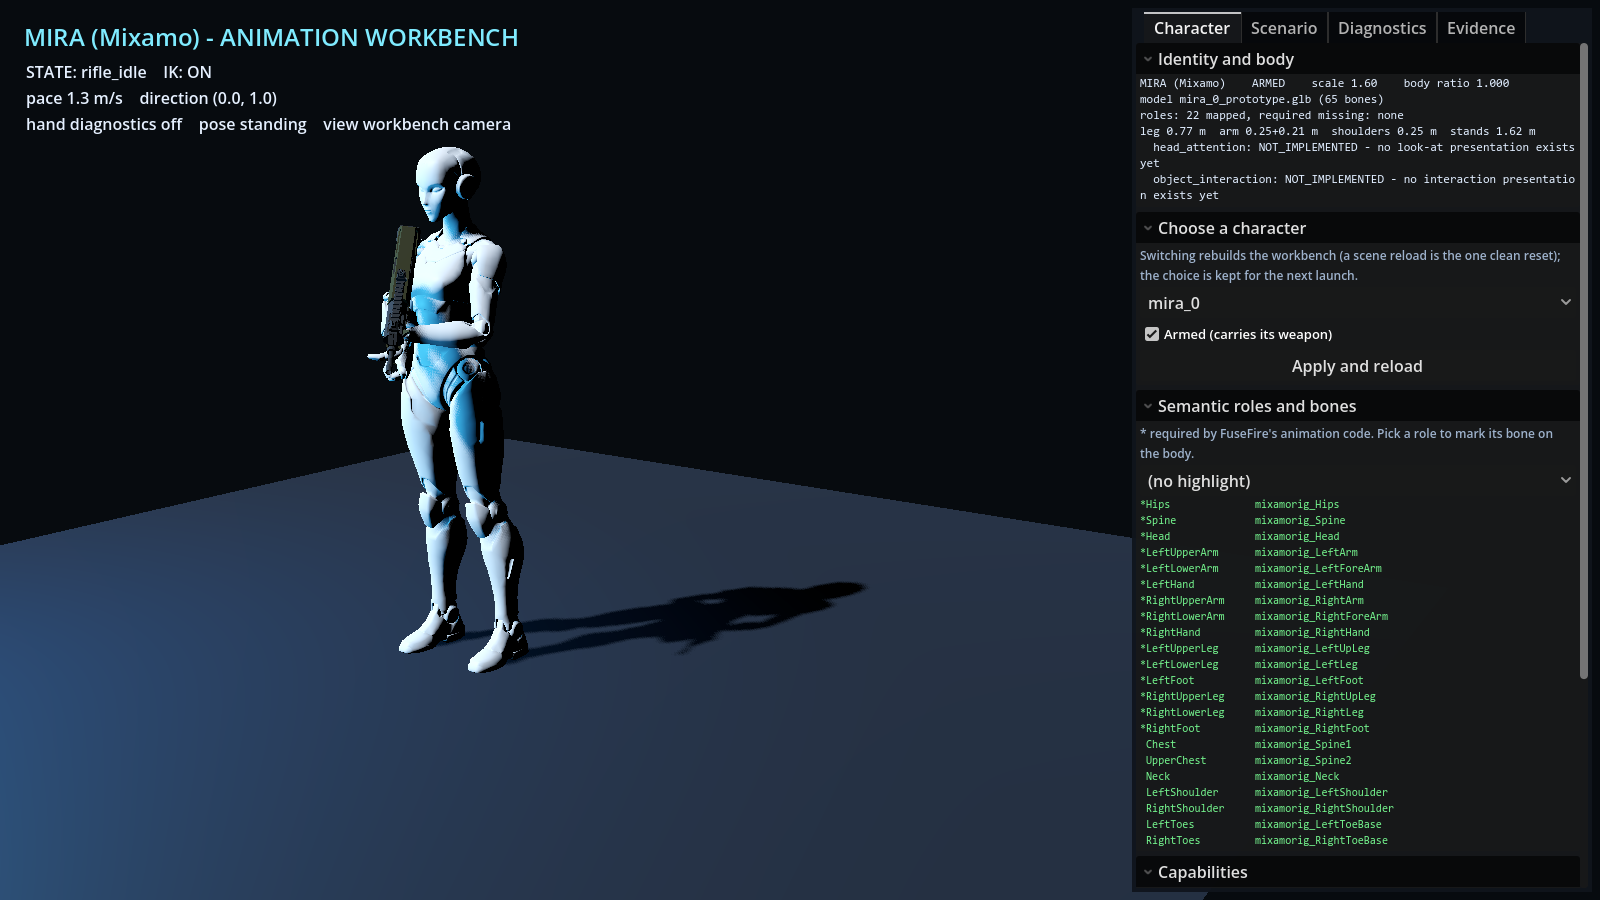 MIRA (Mixamo) - ANIMATION WORKBENCH
STATE: rifle_idle    IK: ON
pace 1.3 m/s    direction (0.0, 1.0)
hand diagnostics off    pose standing    view workbench camera
Character    Scenario    Diagnostics    Evidence
Identity and body
MIRA (Mixamo)    ARMED    scale 1.60    body ratio 1.000
model mira_0_prototype.glb (65 bones)
roles: 22 mapped, required missing: none
leg 0.77 m  arm 0.25+0.21 m  shoulders 0.25 m  stands 1.62 m
head_attention: NOT_IMPLEMENTED - no look-at presentation exists
yet
object_interaction: NOT_IMPLEMENTED - no interaction presentatio
n exists yet
Choose a character
Switching rebuilds the workbench (a scene reload is the one clean reset);
the choice is kept for the next launch.
mira_0
Armed (carries its weapon)
Apply and reload
Semantic roles and bones
* required by FuseFire's animation code. Pick a role to mark its bone on
the body.
(no highlight)
*Hips    mixamorig_Hips
*Spine    mixamorig_Spine
*Head    mixamorig_Head
*LeftUpperArm    mixamorig_LeftArm
*LeftLowerArm    mixamorig_LeftForeArm
*LeftHand    mixamorig_LeftHand
*RightUpperArm    mixamorig_RightArm
*RightLowerArm    mixamorig_RightForeArm
*RightHand    mixamorig_RightHand
*LeftUpperLeg    mixamorig_LeftUpLeg
*LeftLowerLeg    mixamorig_LeftLeg
*LeftFoot    mixamorig_LeftFoot
*RightUpperLeg    mixamorig_RightUpLeg
*RightLowerLeg    mixamorig_RightLeg
*RightFoot    mixamorig_RightFoot
Chest    mixamorig_Spine1
UpperChest    mixamorig_Spine2
Neck    mixamorig_Neck
LeftShoulder    mixamorig_LeftShoulder
RightShoulder    mixamorig_RightShoulder
LeftToes    mixamorig_LeftToeBase
RightToes    mixamorig_RightToeBase
Capabilities